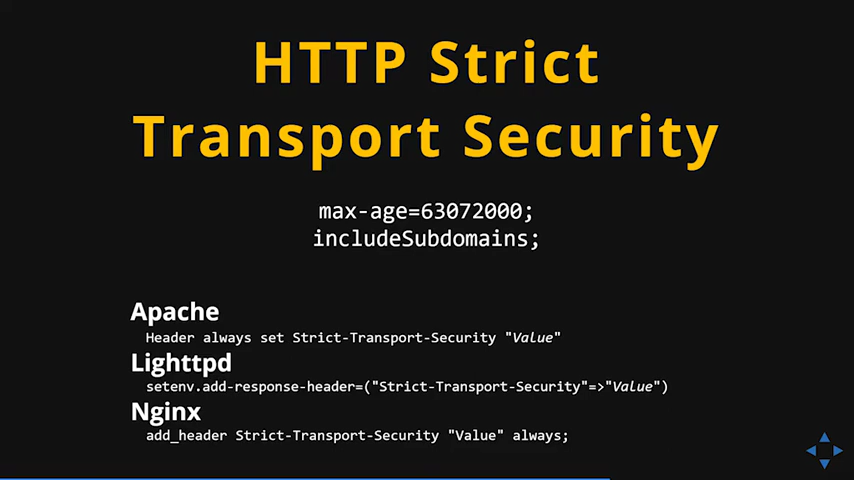 HTTP Strict
Transport Security
max-age=63072000;
includeSubdomains;
Apache
Header always set Strict-Transport-Security "Value"
Lighttpd
setenv.add-response-header=("Strict-Transport-Security"=>"Value")
Nginx
add_header Strict-Transport-Security "Value" always;